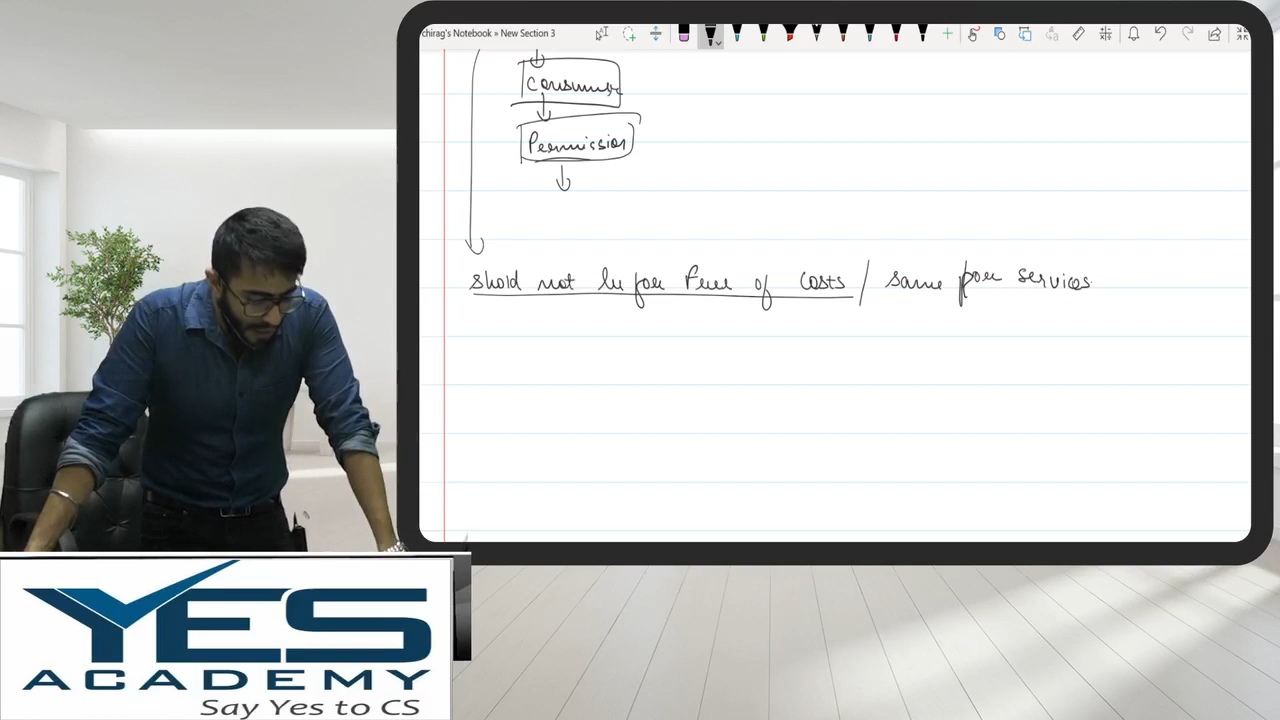 chirag's Notebook » New Section 3
Consumer
Permission
shold not be for free of costs / same for services
YES
ACADEMY
Say Yes to CS